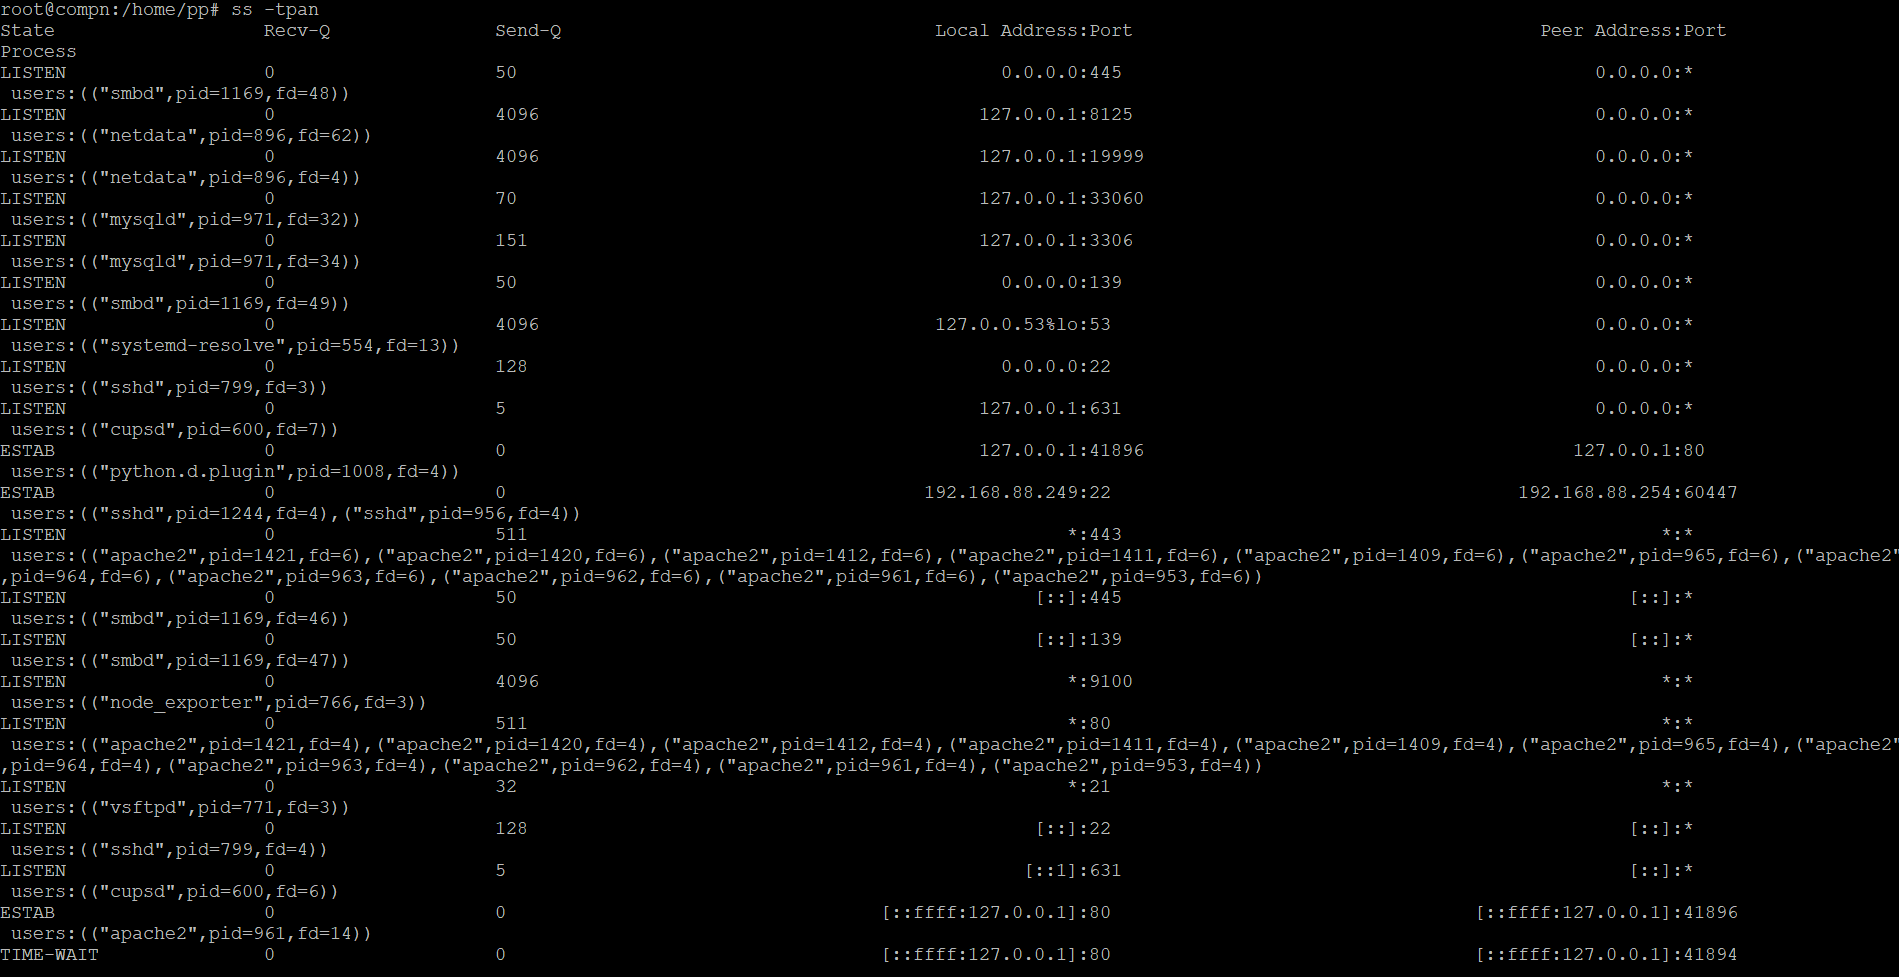 root@compn:/home/pp# ss -tpan
State Recv-Q Send-Q Local Address:Port Peer Address:Port
Process
LISTEN 0 50 0.0.0.0:445 0.0.0.0:*
users:(("smbd",pid=1169,fd=48))
LISTEN 0 4096 127.0.0.1:8125 0.0.0.0:*
users:(("netdata",pid=896,fd=62))
LISTEN 0 4096 127.0.0.1:19999 0.0.0.0:*
users:(("netdata",pid=896,fd=4))
LISTEN 0 70 127.0.0.1:33060 0.0.0.0:*
users:(("mysqld",pid=971,fd=32))
LISTEN 0 151 127.0.0.1:3306 0.0.0.0:*
users:(("mysqld",pid=971,fd=34))
LISTEN 0 50 0.0.0.0:139 0.0.0.0:*
users:(("smbd",pid=1169,fd=49))
LISTEN 0 4096 127.0.0.53%lo:53 0.0.0.0:*
users:(("systemd-resolve",pid=554,fd=13))
LISTEN 0 128 0.0.0.0:22 0.0.0.0:*
users:(("sshd",pid=799,fd=3))
LISTEN 0 5 127.0.0.1:631 0.0.0.0:*
users:(("cupsd",pid=600,fd=7))
ESTAB 0 0 127.0.0.1:41896 127.0.0.1:80
users:(("python.d.plugin",pid=1008,fd=4))
ESTAB 0 0 192.168.88.249:22 192.168.88.254:60447
users:(("sshd",pid=1244,fd=4),("sshd",pid=956,fd=4))
LISTEN 0 511 *:443 *:*
users:(("apache2",pid=1421,fd=6),("apache2",pid=1420,fd=6),("apache2",pid=1412,fd=6),("apache2",pid=1411,fd=6),("apache2",pid=1409,fd=6),("apache2",pid=965,fd=6),("apache2"
,pid=964,fd=6),("apache2",pid=963,fd=6),("apache2",pid=962,fd=6),("apache2",pid=961,fd=6),("apache2",pid=953,fd=6))
LISTEN 0 50 [::]:445 [::]:*
users:(("smbd",pid=1169,fd=46))
LISTEN 0 50 [::]:139 [::]:*
users:(("smbd",pid=1169,fd=47))
LISTEN 0 4096 *:9100 *:*
users:(("node_exporter",pid=766,fd=3))
LISTEN 0 511 *:80 *:*
users:(("apache2",pid=1421,fd=4),("apache2",pid=1420,fd=4),("apache2",pid=1412,fd=4),("apache2",pid=1411,fd=4),("apache2",pid=1409,fd=4),("apache2",pid=965,fd=4),("apache2"
,pid=964,fd=4),("apache2",pid=963,fd=4),("apache2",pid=962,fd=4),("apache2",pid=961,fd=4),("apache2",pid=953,fd=4))
LISTEN 0 32 *:21 *:*
users:(("vsftpd",pid=771,fd=3))
LISTEN 0 128 [::]:22 [::]:*
users:(("sshd",pid=799,fd=4))
LISTEN 0 5 [::1]:631 [::]:*
users:(("cupsd",pid=600,fd=6))
ESTAB 0 0 [::ffff:127.0.0.1]:80 [::ffff:127.0.0.1]:41896
users:(("apache2",pid=961,fd=14))
TIME-WAIT 0 0 [::ffff:127.0.0.1]:80 [::ffff:127.0.0.1]:41894